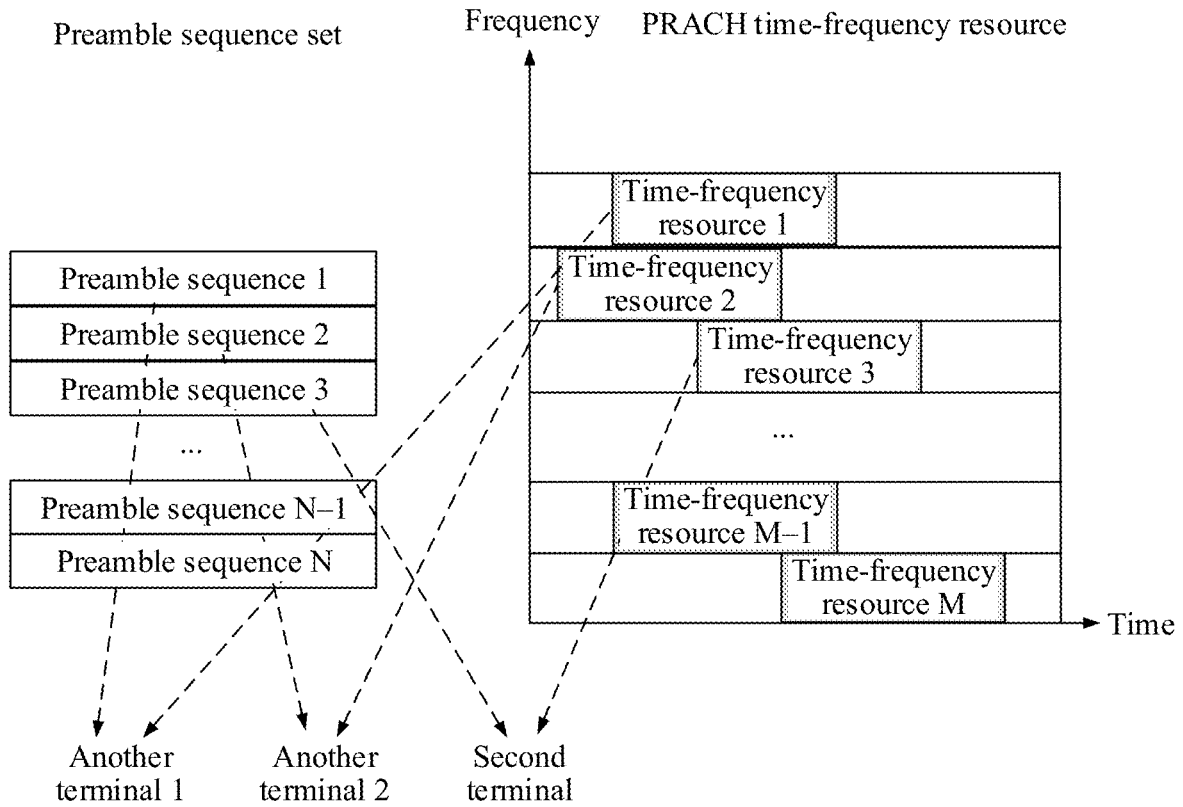 Preamble sequence set
Frequency
PRACH time-frequency resource
Preamble sequence 1
Preamble sequence 2
Preamble sequence 3
...
Preamble sequence N–1
Preamble sequence N
Time-frequency
resource 1
Time-frequency
resource 2
Time-frequency
resource 3
...
Time-frequency
resource M–1
Time-frequency
resource M
Time
Another
terminal 1
Another
terminal 2
Second
terminal